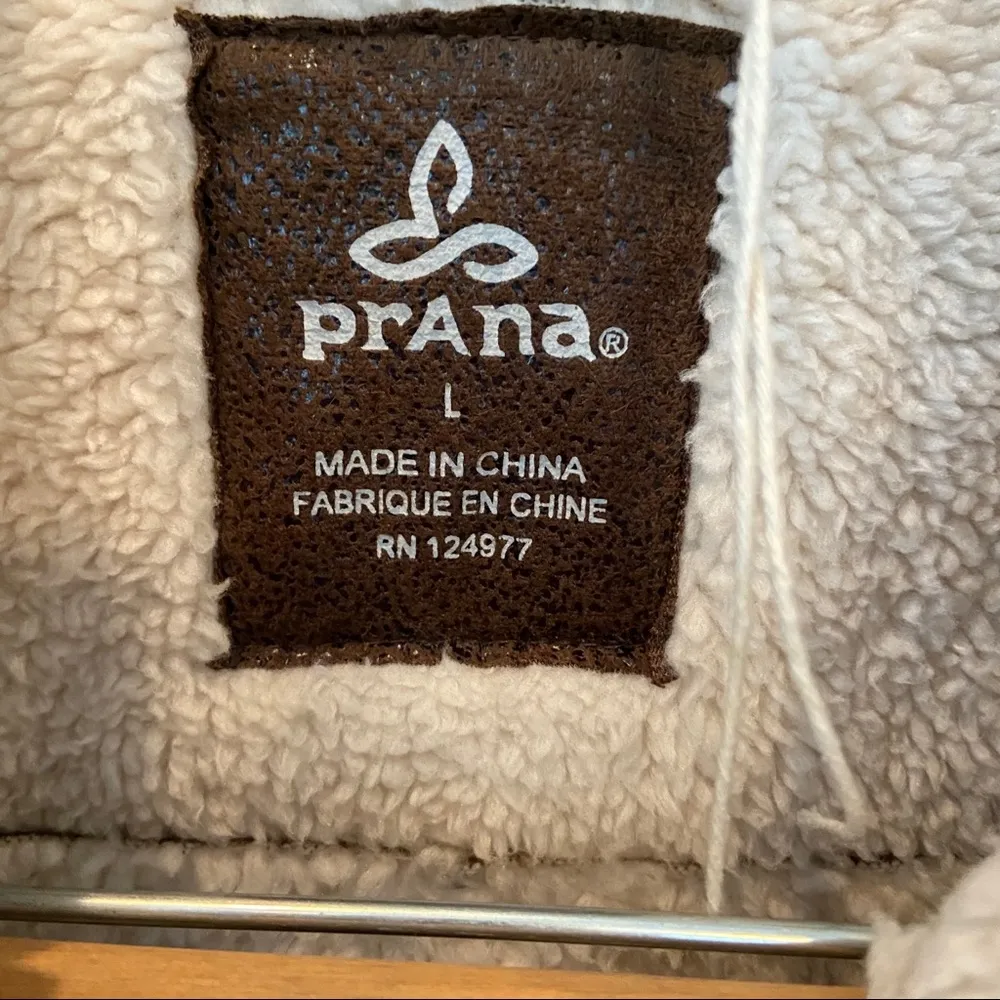 prAna®
L
MADE IN CHINA
FABRIQUE EN CHINE
RN 124977